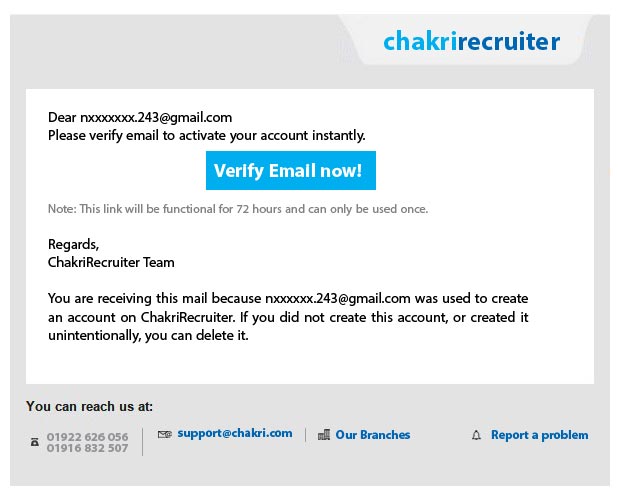 chakrirecruiter
Dear nxxxxxxx.243@gmail.com
Please verify email to activate your account instantly.
Verify Email now!
Note: This link will be functional for 72 hours and can only be used once.
Regards,
ChakriRecruiter Team
You are receiving this mail because nxxxxxx.243@gmail.com was used to create
an account on ChakriRecruiter. If you did not create this account, or created it
unintentionally, you can delete it.
You can reach us at:
01922 626 056
01916 832 507
support@chakri.com
Our Branches
Report a problem